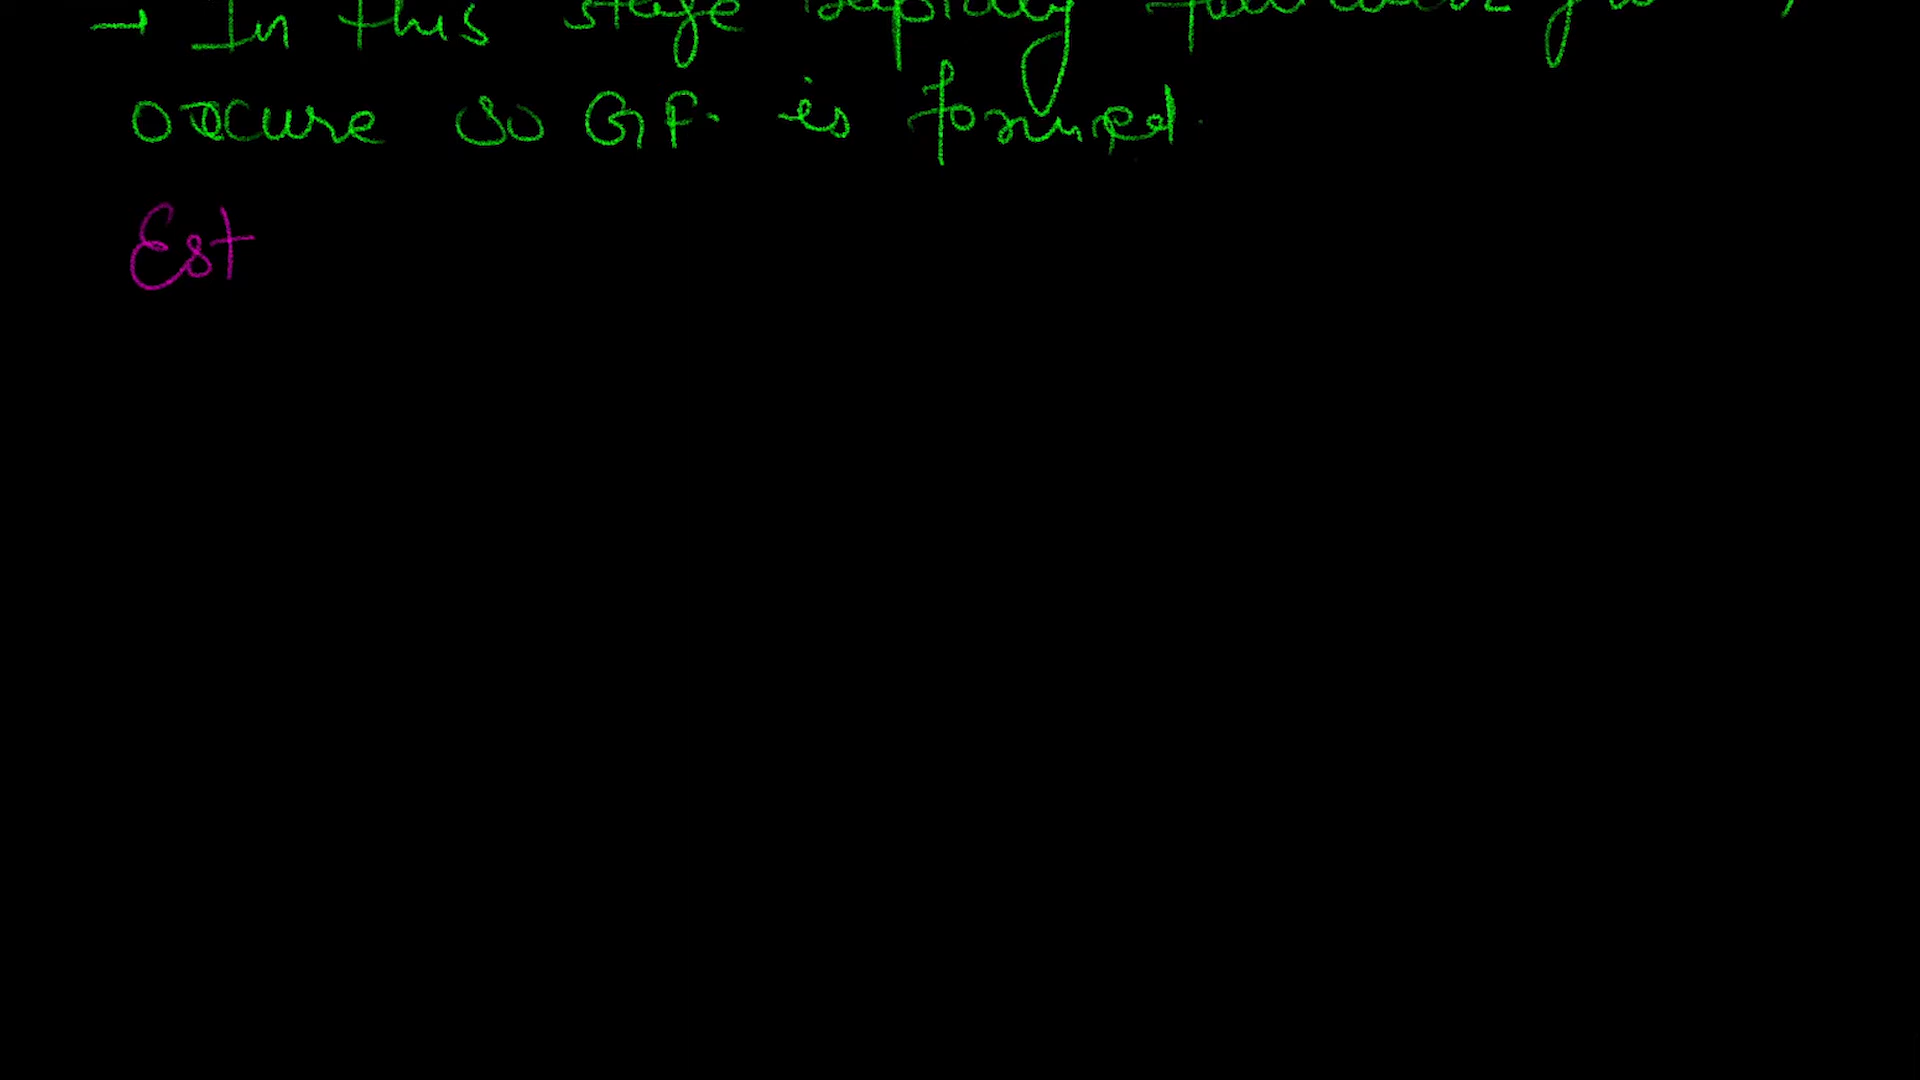 → In this stage
occure so G.F. is formed.
Est